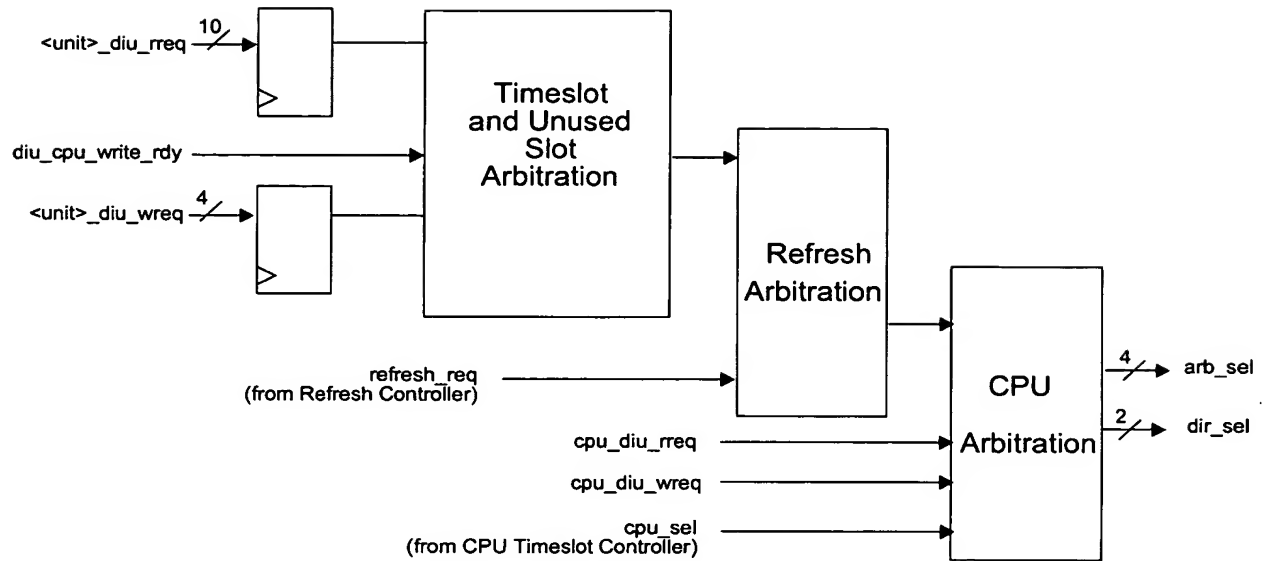 10
<unit>_diu_rreq
Timeslot
and Unused
Slot
Arbitration
diu_cpu_write_rdy
4
<unit>_diu_wreq
Refresh
Arbitration
refresh_req
(from Refresh Controller)
CPU
Arbitration
4
arb_sel
2
dir_sel
cpu_diu_rreq
cpu_diu_wreq
cpu_sel
(from CPU Timeslot Controller)